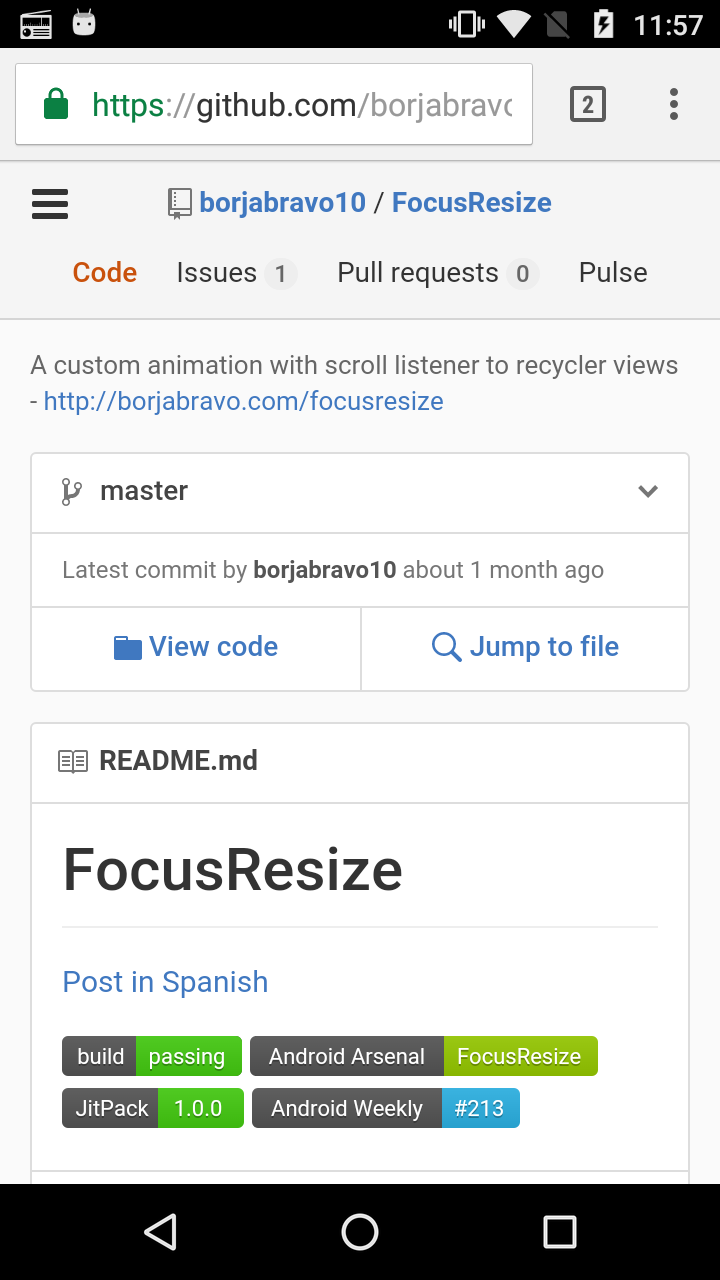 11:57
https://github.com/borjabravo
2
borjabravo10 / FocusResize
Code Issues 1 Pull requests 0 Pulse
A custom animation with scroll listener to recycler views
- http://borjabravo.com/focusresize
master
Latest commit by borjabravo10 about 1 month ago
View code Jump to file
README.md
FocusResize
Post in Spanish
build passing Android Arsenal FocusResize
JitPack 1.0.0 Android Weekly #213